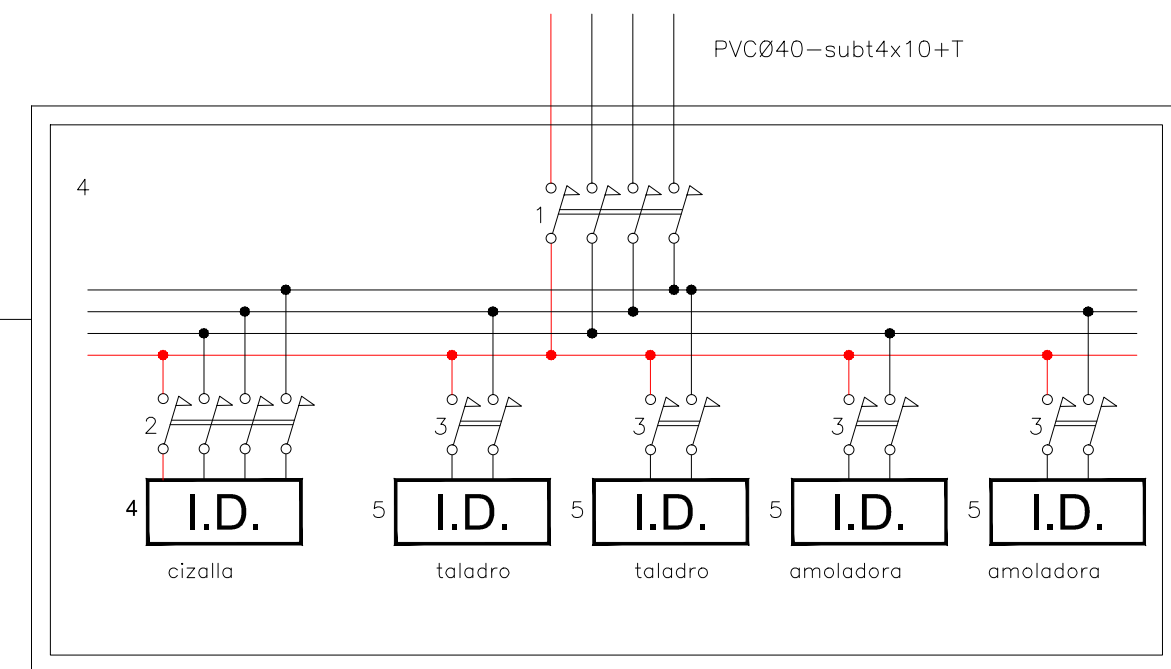 PVCØ40-subt4x10+T
4
1
2 3 3 3 3
4 I.D. 5 I.D. 5 I.D. 5 I.D. 5 I.D.
cizalla taladro taladro amoladora amoladora